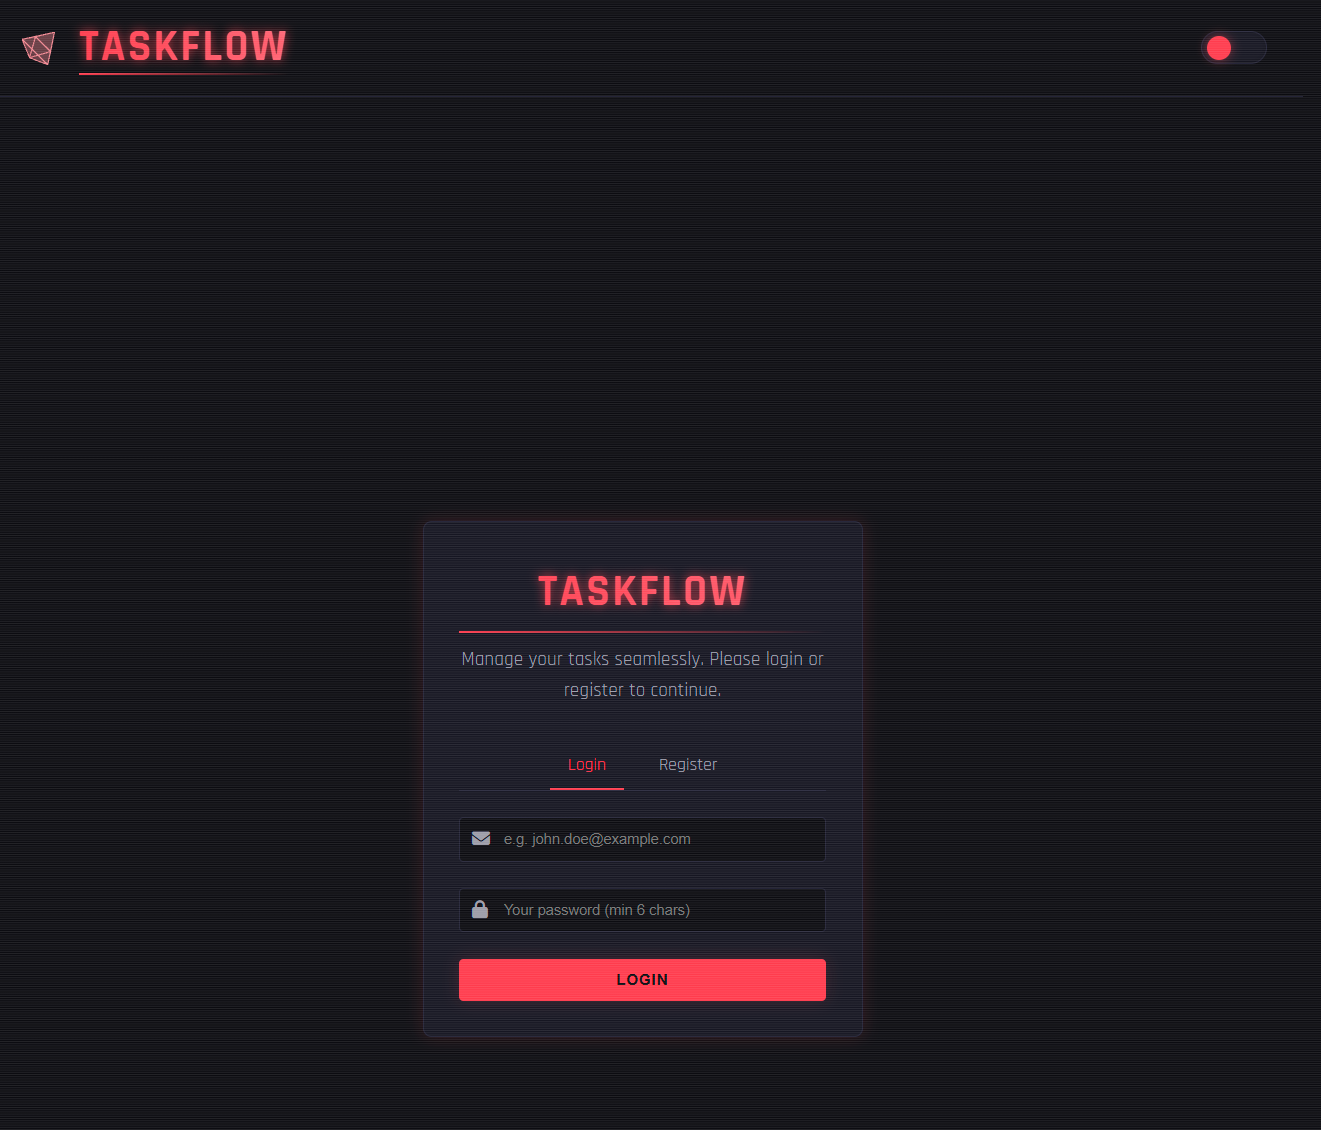 TASKFLOW
TASKFLOW
Manage your tasks seamlessly. Please login or
register to continue.
Login Register
e.g. john.doe@example.com
Your password (min 6 chars)
LOGIN